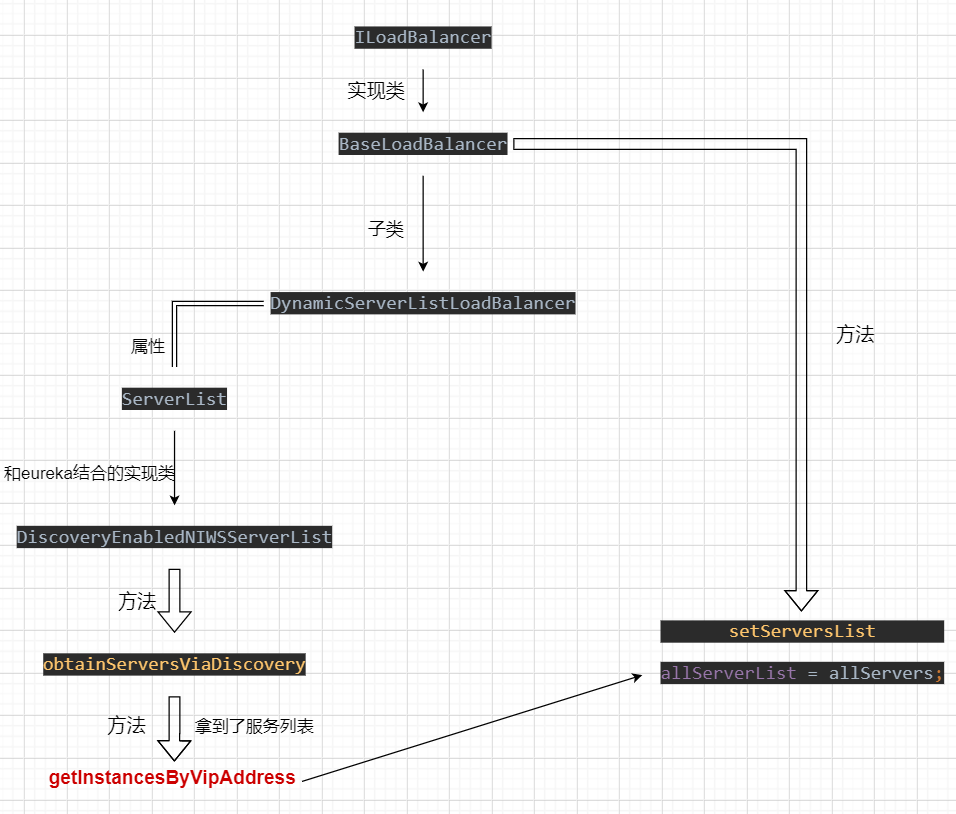 ILoadBalancer
实现类
BaseLoadBalancer
子类
DynamicServerListLoadBalancer
方法
属性
ServerList
和eureka结合的实现类
DiscoveryEnabledNIWSServerList
方法
setServersList
obtainServersViaDiscovery
allServerList = allServers;
方法
拿到了服务列表
getInstancesByVipAddress